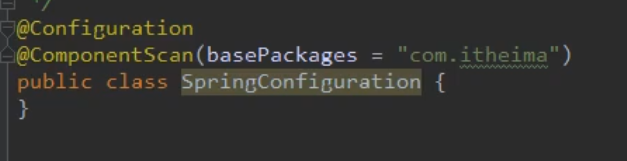 */
@Configuration
@ComponentScan(basePackages = "com.itheima")
public class SpringConfiguration {
}